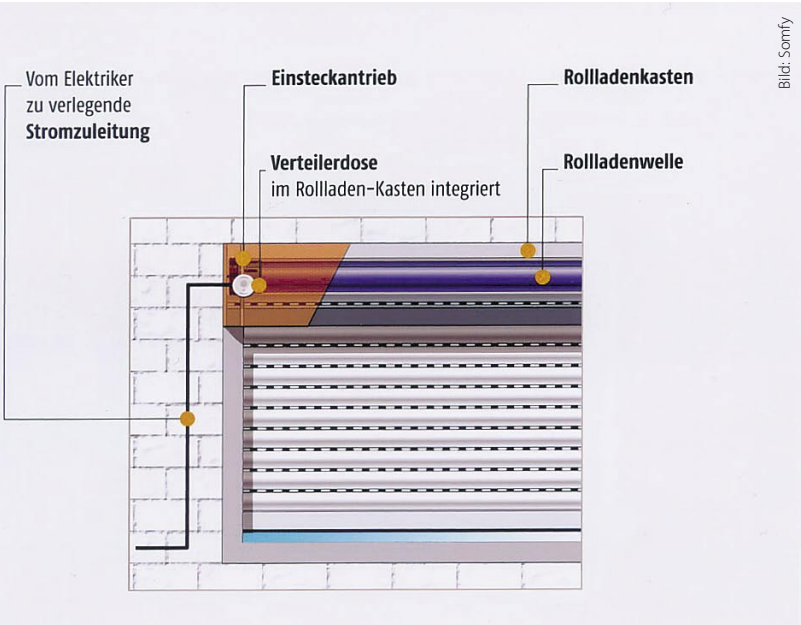 Vom Elektriker
zu verlegende
Stromzuleitung
Einsteckantrieb
Verteilerdose
im Rollladen-Kasten integriert
Rollladenkasten
Rollladenwelle
Bild: Somfy